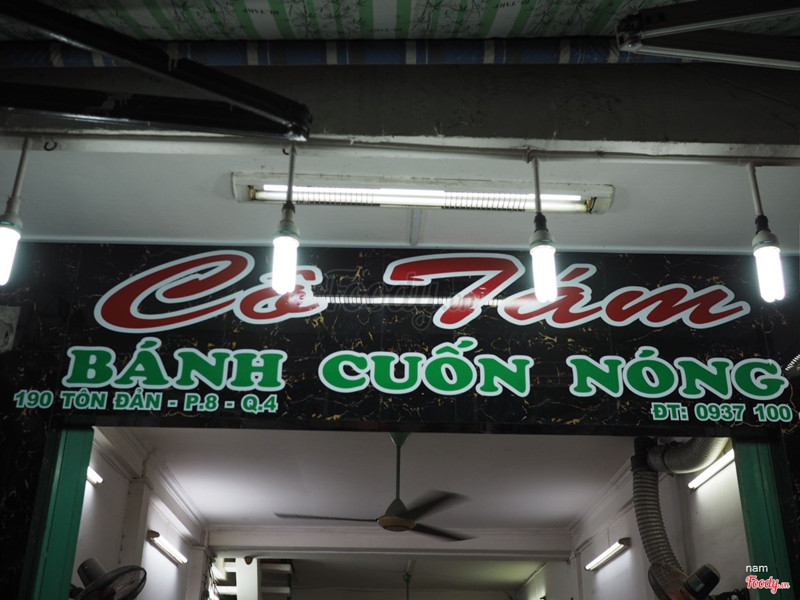 Cô Tám
BÁNH CUỐN NÓNG
190 TÔN ĐẢN - P.8 - Q.4
ĐT: 0937 100
nam
Foody.vn